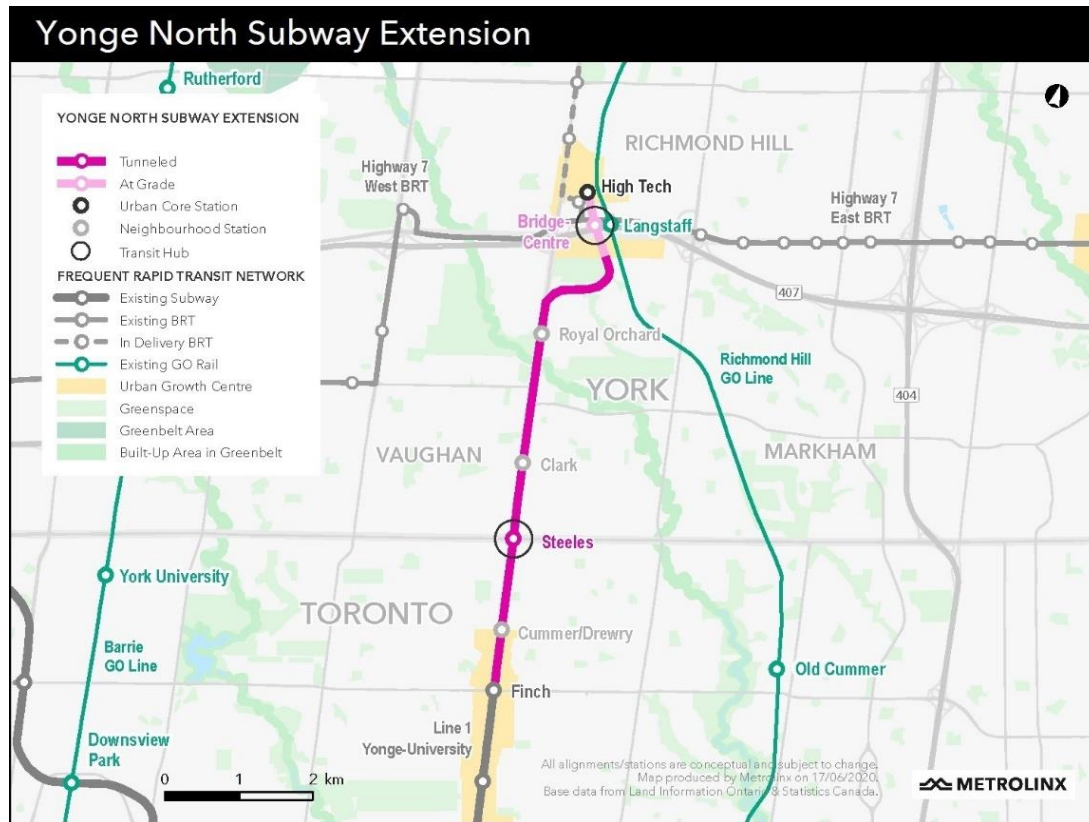 Yonge North Subway Extension
Rutherford
YONGE NORTH SUBWAY EXTENSION
Tunneled
At Grade
Urban Core Station
Neighbourhood Station
Transit Hub
FREQUENT RAPID TRANSIT NETWORK
Existing Subway
Existing BRT
In Delivery BRT
Existing GO Rail
Urban Growth Centre
Greenspace
Greenbelt Area
Built-Up Area in Greenbelt
RICHMOND HILL
Highway 7
West BRT
High Tech
Highway 7
East BRT
Bridge-
Centre
Langstaff
407
Royal Orchard
Richmond Hill
GO Line
YORK
404
VAUGHAN
MARKHAM
Clark
Steeles
York University
TORONTO
Cummer/Drewry
Barrie
GO Line
Old Cummer
Finch
Line 1
Yonge-University
Downsview
Park
0 1 2 km
All alignments/stations are conceptual and subject to change.
Map produced by Metrolinx on 17/06/2020.
Base data from Land Information Ontario & Statistics Canada.
METROLINX